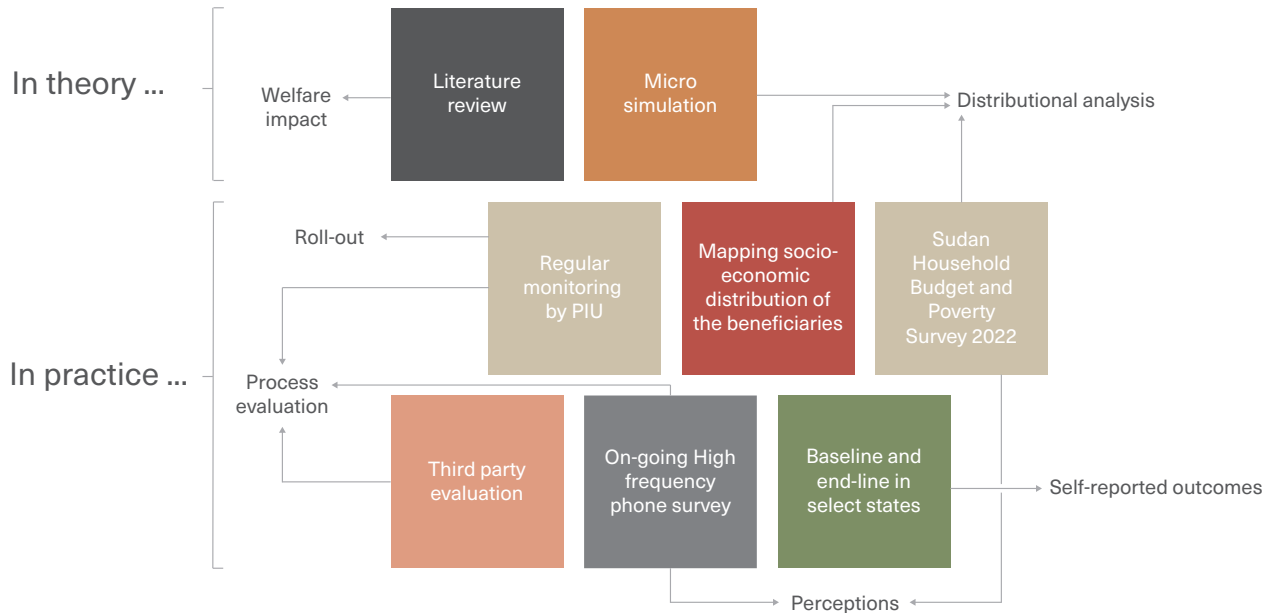 In theory ...
Welfare
impact
Literature
review
Micro
simulation
Distributional analysis
In practice ...
Roll-out
Regular
monitoring
by PIU
Mapping socio-
economic
distribution of
the beneficiaries
Sudan
Household
Budget and
Poverty
Survey 2022
Process
evaluation
Third party
evaluation
On-going High
frequency
phone survey
Baseline and
end-line in
select states
Self-reported outcomes
Perceptions